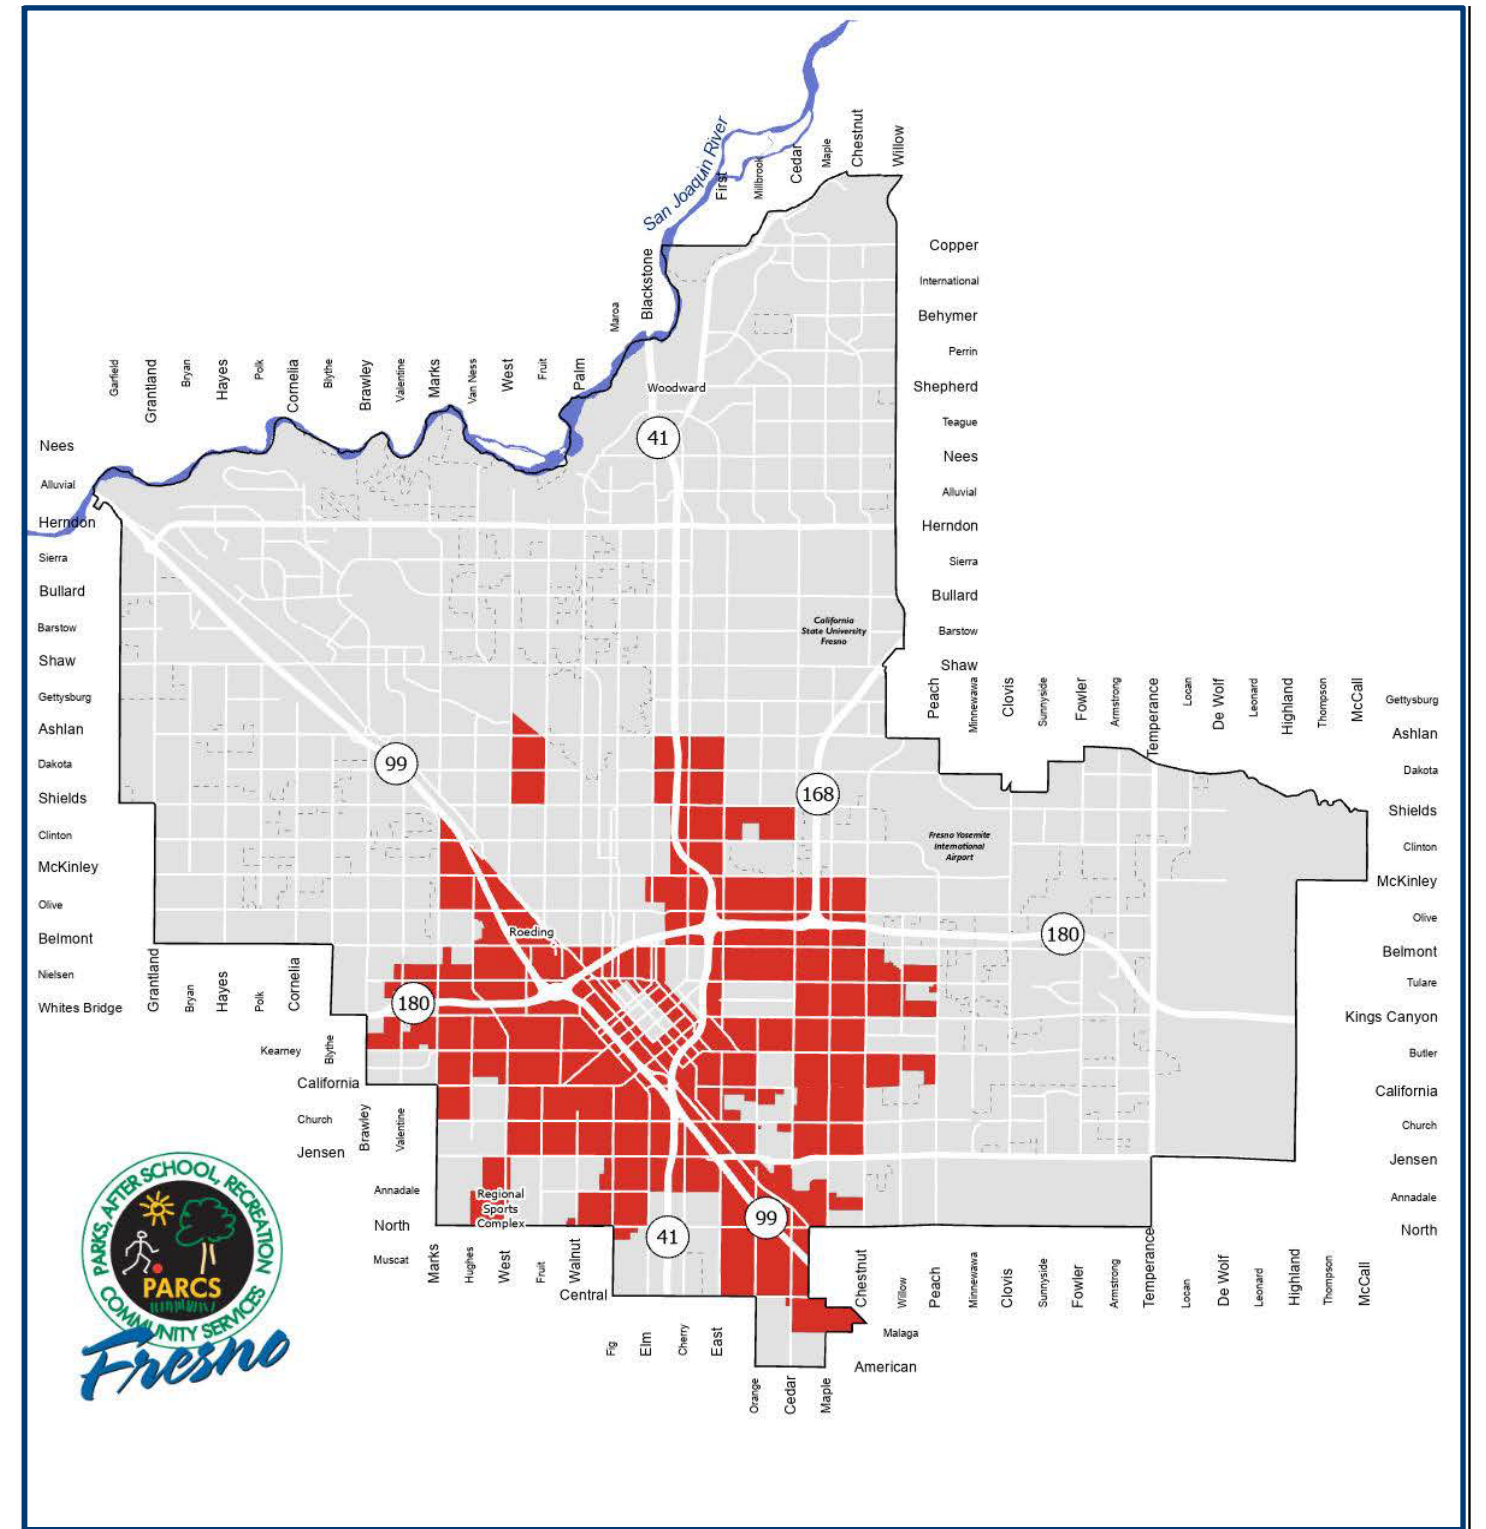 San Joaquin River
First
Millbrook
Cedar
Maple
Chestnut
Willow
Maroa
Blackstone
Copper
International
Behymer
Perrin
Shepherd
Teague
Nees
Alluvial
Herndon
Sierra
Bullard
Barstow
Shaw
Garfield
Grantland
Bryan
Hayes
Polk
Cornelia
Blythe
Brawley
Valentine
Marks
Van Ness
West
Fruit
Palm
Woodward
41
Nees
Alluvial
Herndon
Sierra
Bullard
Barstow
Shaw
Gettysburg
Ashlan
Dakota
Shields
Clinton
McKinley
Olive
Belmont
Nielsen
Whites Bridge
California
State University
Fresno
Peach
Minnewawa
Clovis
Sunnyside
Fowler
Armstrong
Temperance
Locan
De Wolf
Leonard
Highland
Thompson
McCall
Gettysburg
Ashlan
Dakota
Shields
Clinton
McKinley
Olive
Belmont
Tulare
Kings Canyon
Butler
California
Church
Jensen
Annadale
North
99
168
Fresno Yosemite
International
Airport
Roeding
180
180
Grantland
Bryan
Hayes
Polk
Cornelia
Kearney
Blythe
California
Church
Brawley
Valentine
Jensen
Annadale
North
Muscat
Regional
Sports
Complex
41
99
Marks
Hughes
West
Fruit
Walnut
Central
Fig
Elm
Cherry
East
Orange
Cedar
Maple
American
Malaga
Chestnut
Willow
Peach
Minnewawa
Clovis
Sunnyside
Fowler
Armstrong
Temperance
Locan
De Wolf
Leonard
Highland
Thompson
McCall
PARKS, AFTER SCHOOL, RECREATION
PARCS
COMMUNITY SERVICES
Fresno